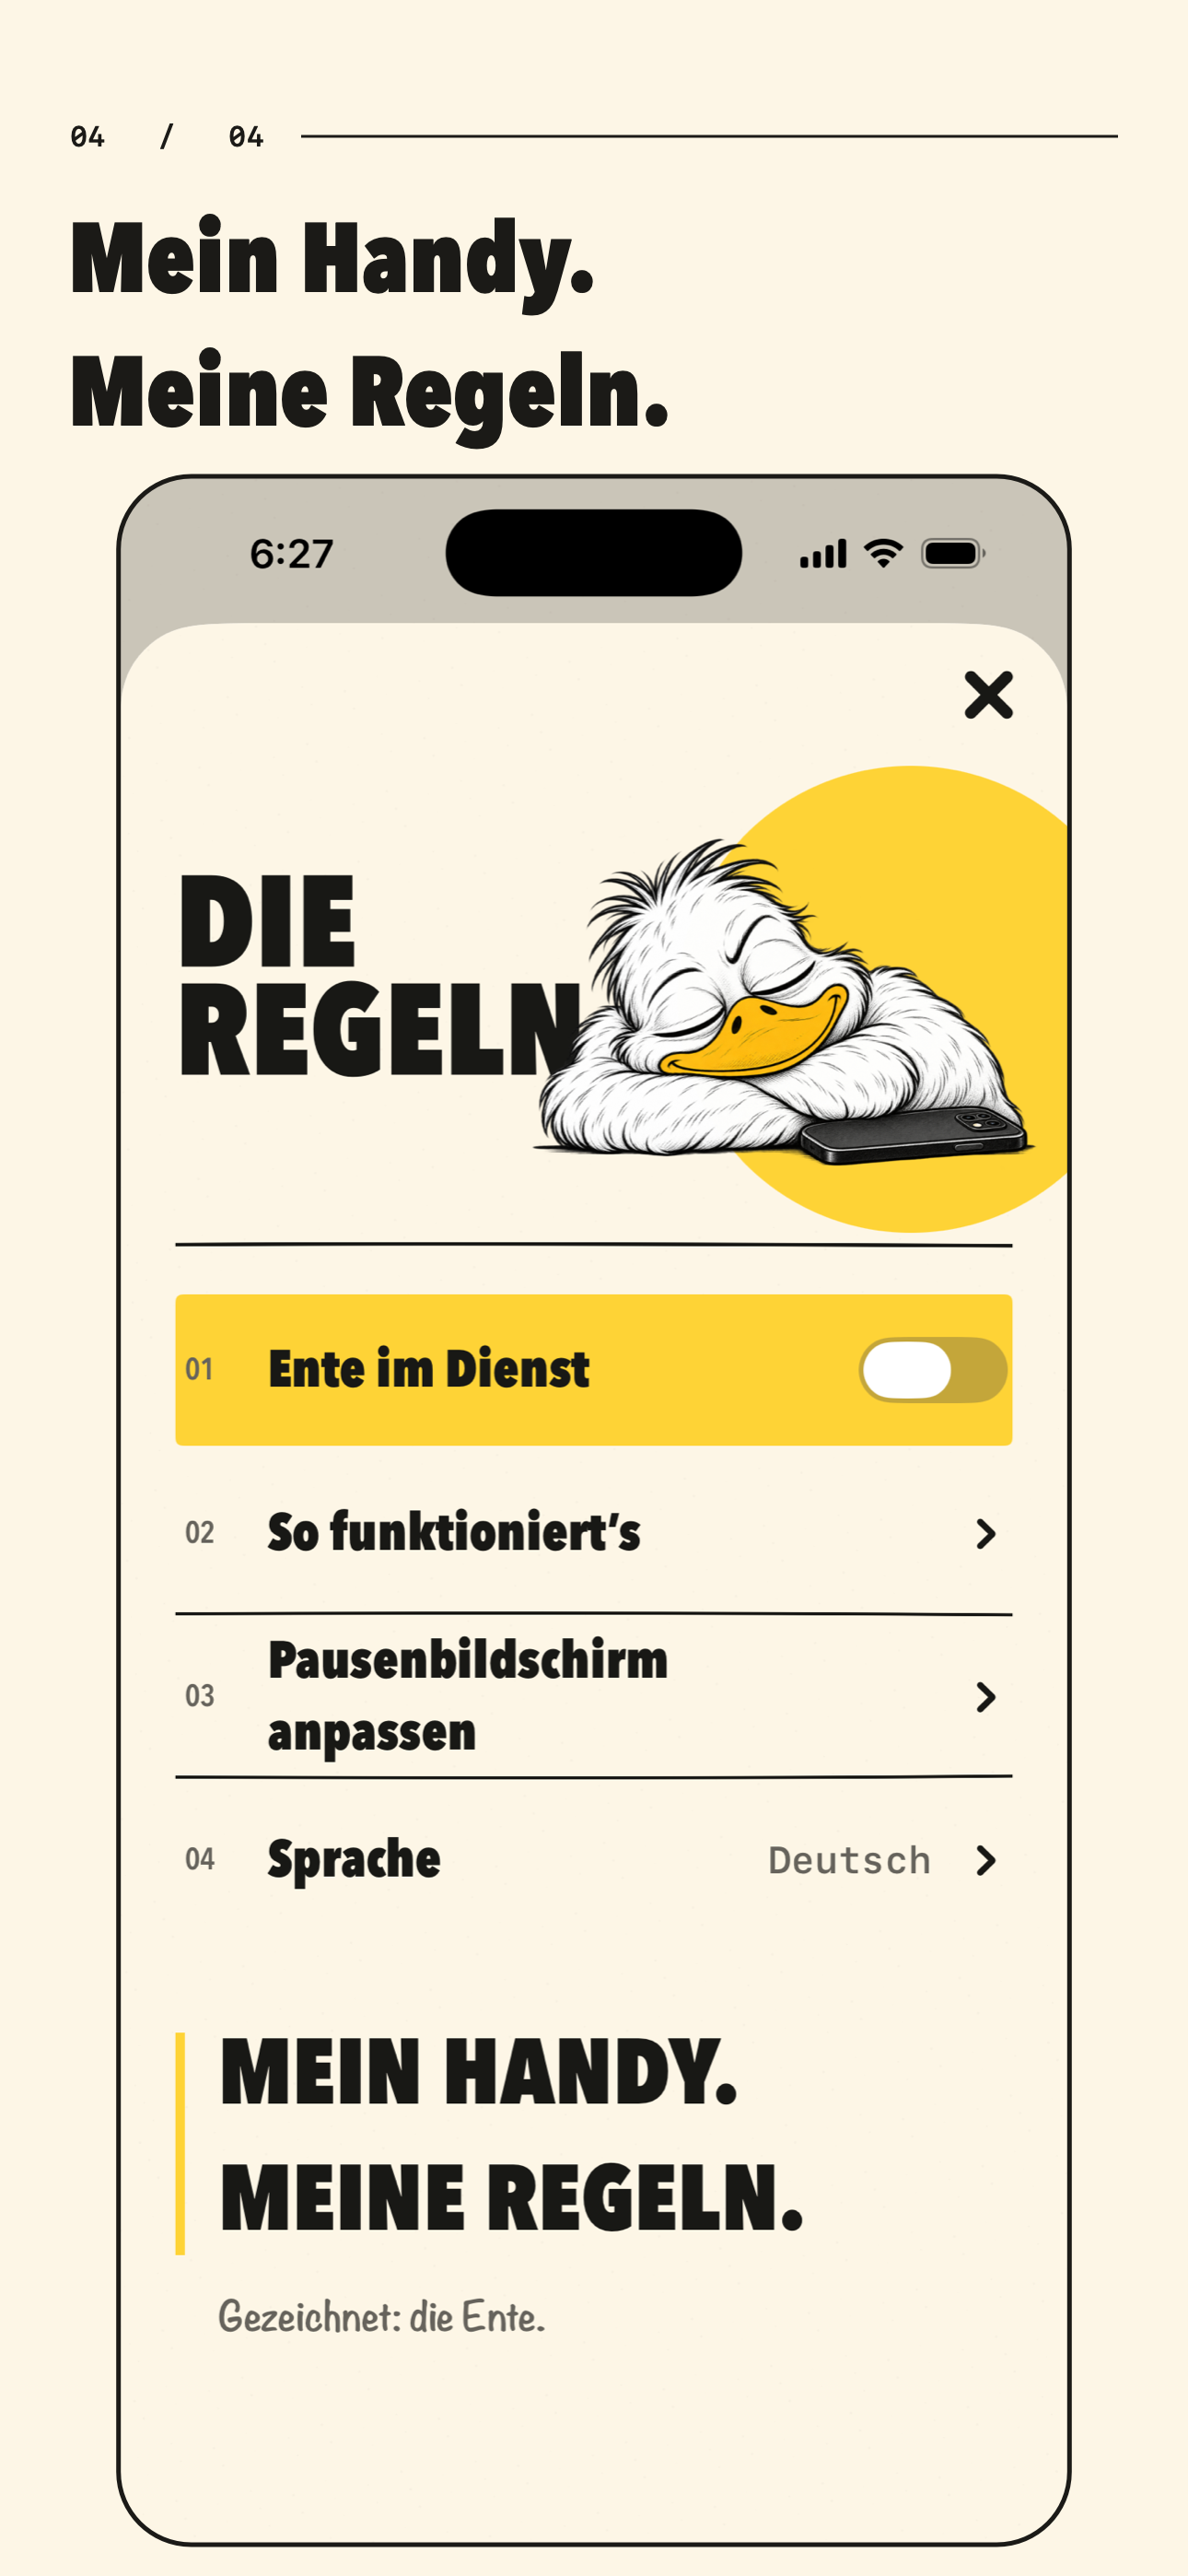 04 / 04
Mein Handy.
Meine Regeln.
6:27
DIE
REGELN
01 Ente im Dienst
02 So funktioniert’s
03 Pausenbildschirm
anpassen
04 Sprache Deutsch
MEIN HANDY.
MEINE REGELN.
Gezeichnet: die Ente.